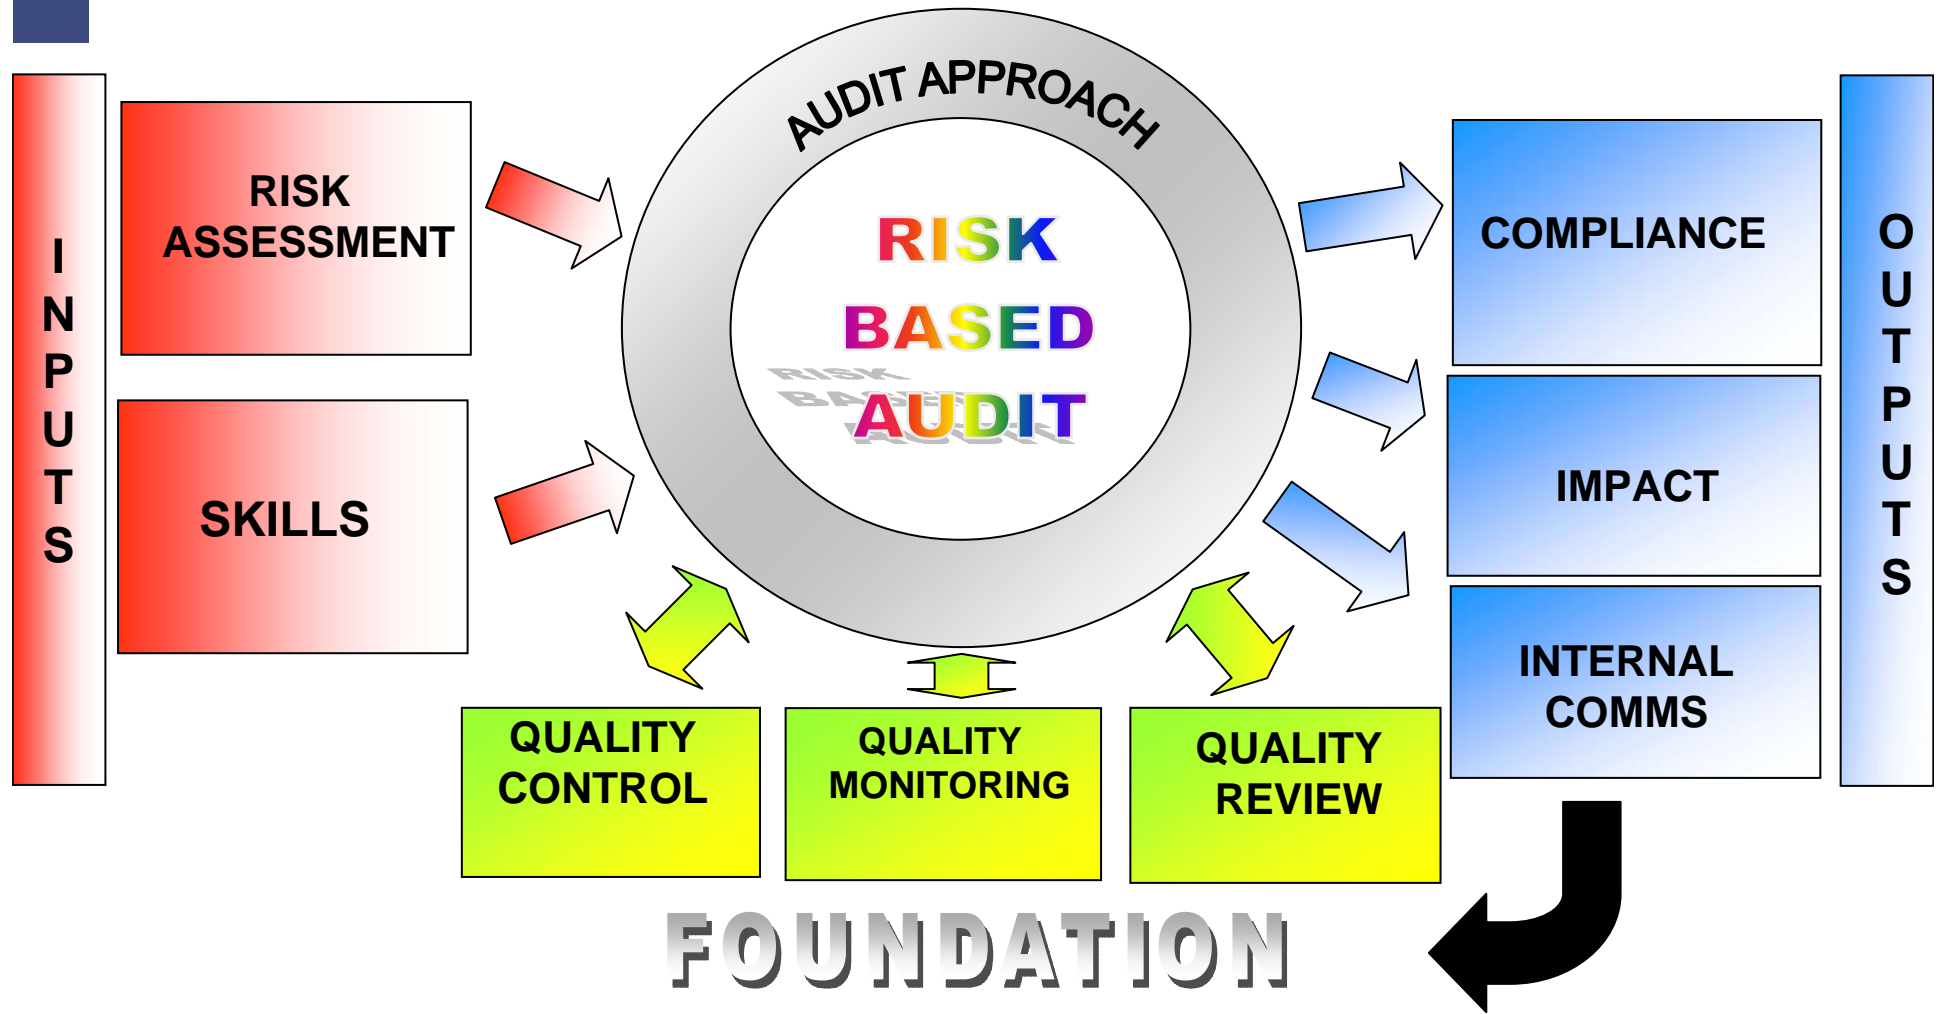 INPUTS
RISK
ASSESSMENT
SKILLS
AUDIT APPROACH
RISK
BASED
AUDIT
COMPLIANCE
IMPACT
INTERNAL
COMMS
OUTPUTS
QUALITY
CONTROL
QUALITY
MONITORING
QUALITY
REVIEW
FOUNDATION